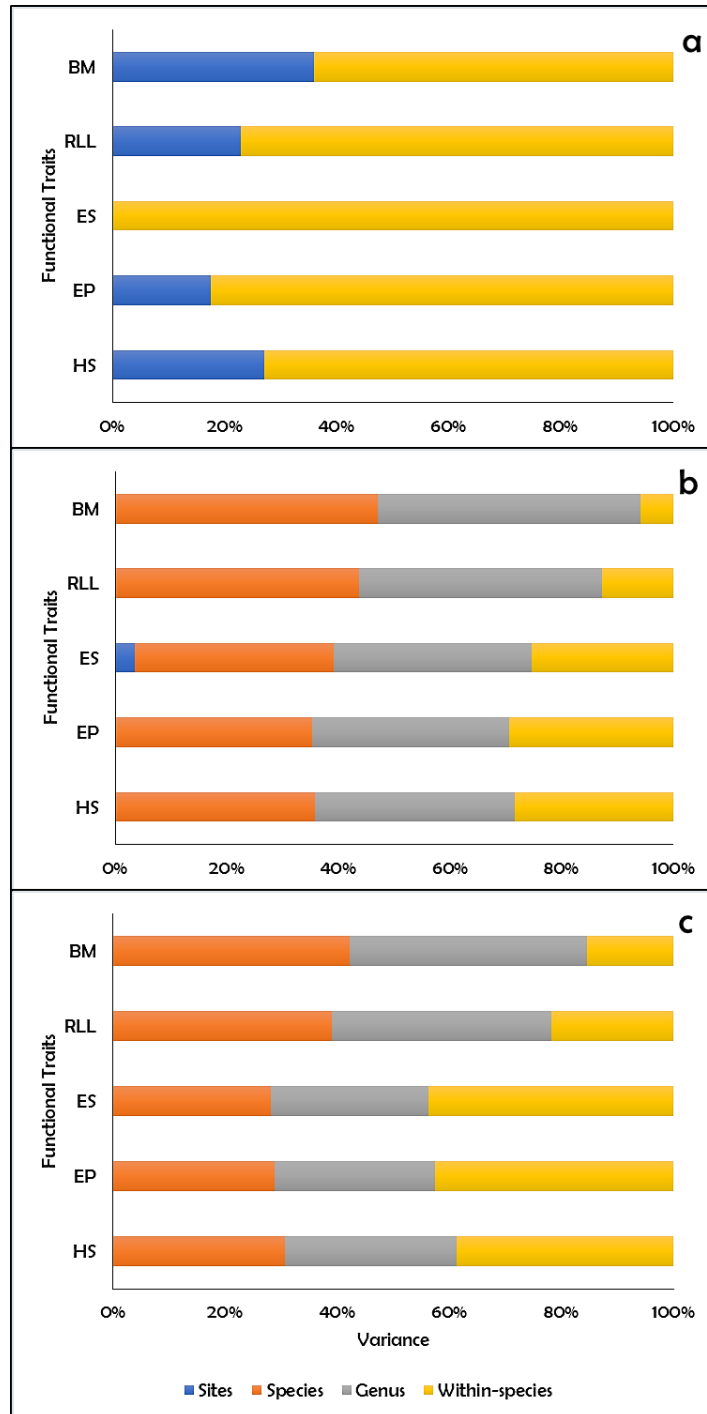 a
Functional Traits
BM
RLL
ES
EP
HS
0% 20% 40% 60% 80% 100%
b
Functional Traits
BM
RLL
ES
EP
HS
0% 20% 40% 60% 80% 100%
c
Functional Traits
BM
RLL
ES
EP
HS
0% 20% 40% 60% 80% 100%
Variance
Sites Species Genus Within-species